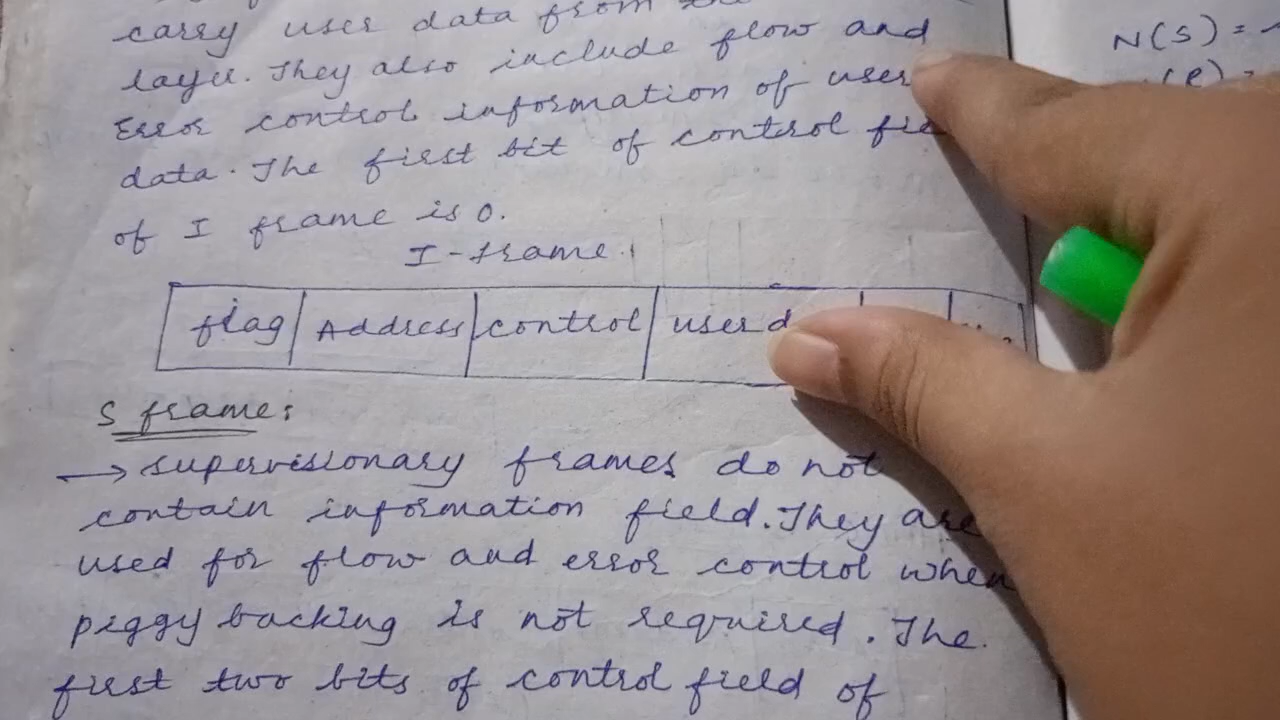 carry user data from the
layer. They also include flow and
Error control information of user
data. The first bit of control fie
of I frame is 0.
I-frame
flag Address control user d
S frame:
→ supervisionary frames do not
contain information field. They are
used for flow and error control when
piggy backing is not required. The
first two bits of control field of
N(S) =
(R) =